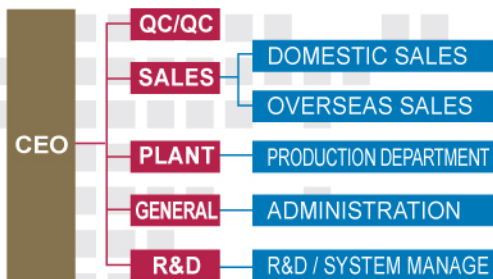 CEO
QC/QC
SALES
DOMESTIC SALES
OVERSEAS SALES
PLANT
PRODUCTION DEPARTMENT
GENERAL
ADMINISTRATION
R&D
R&D / SYSTEM MANAGE